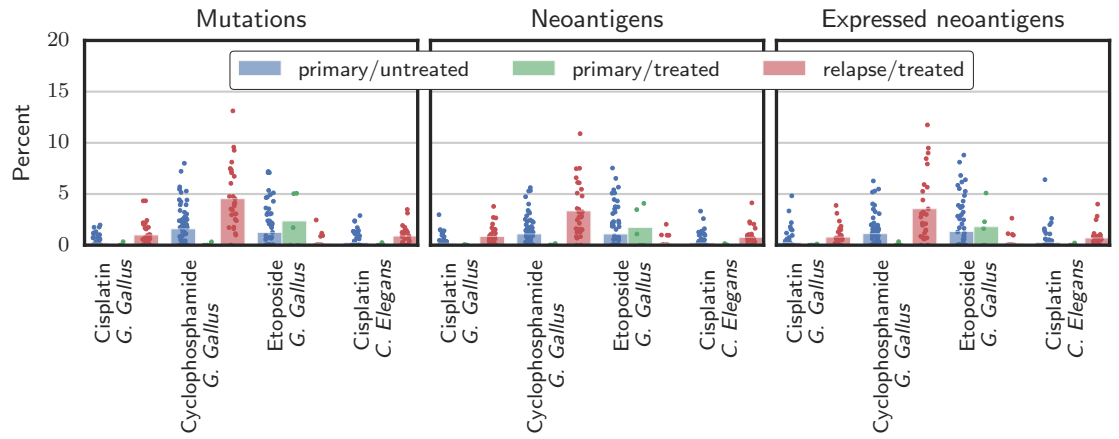 Mutations
Neoantigens
Expressed neoantigens
Percent
20
15
10
5
0
primary/untreated
primary/treated
relapse/treated
Cisplatin
G. Gallus
Cyclophosphamide
G. Gallus
Etoposide
G. Gallus
Cisplatin
C. Elegans
Cisplatin
G. Gallus
Cyclophosphamide
G. Gallus
Etoposide
G. Gallus
Cisplatin
C. Elegans
Cisplatin
G. Gallus
Cyclophosphamide
G. Gallus
Etoposide
G. Gallus
Cisplatin
C. Elegans